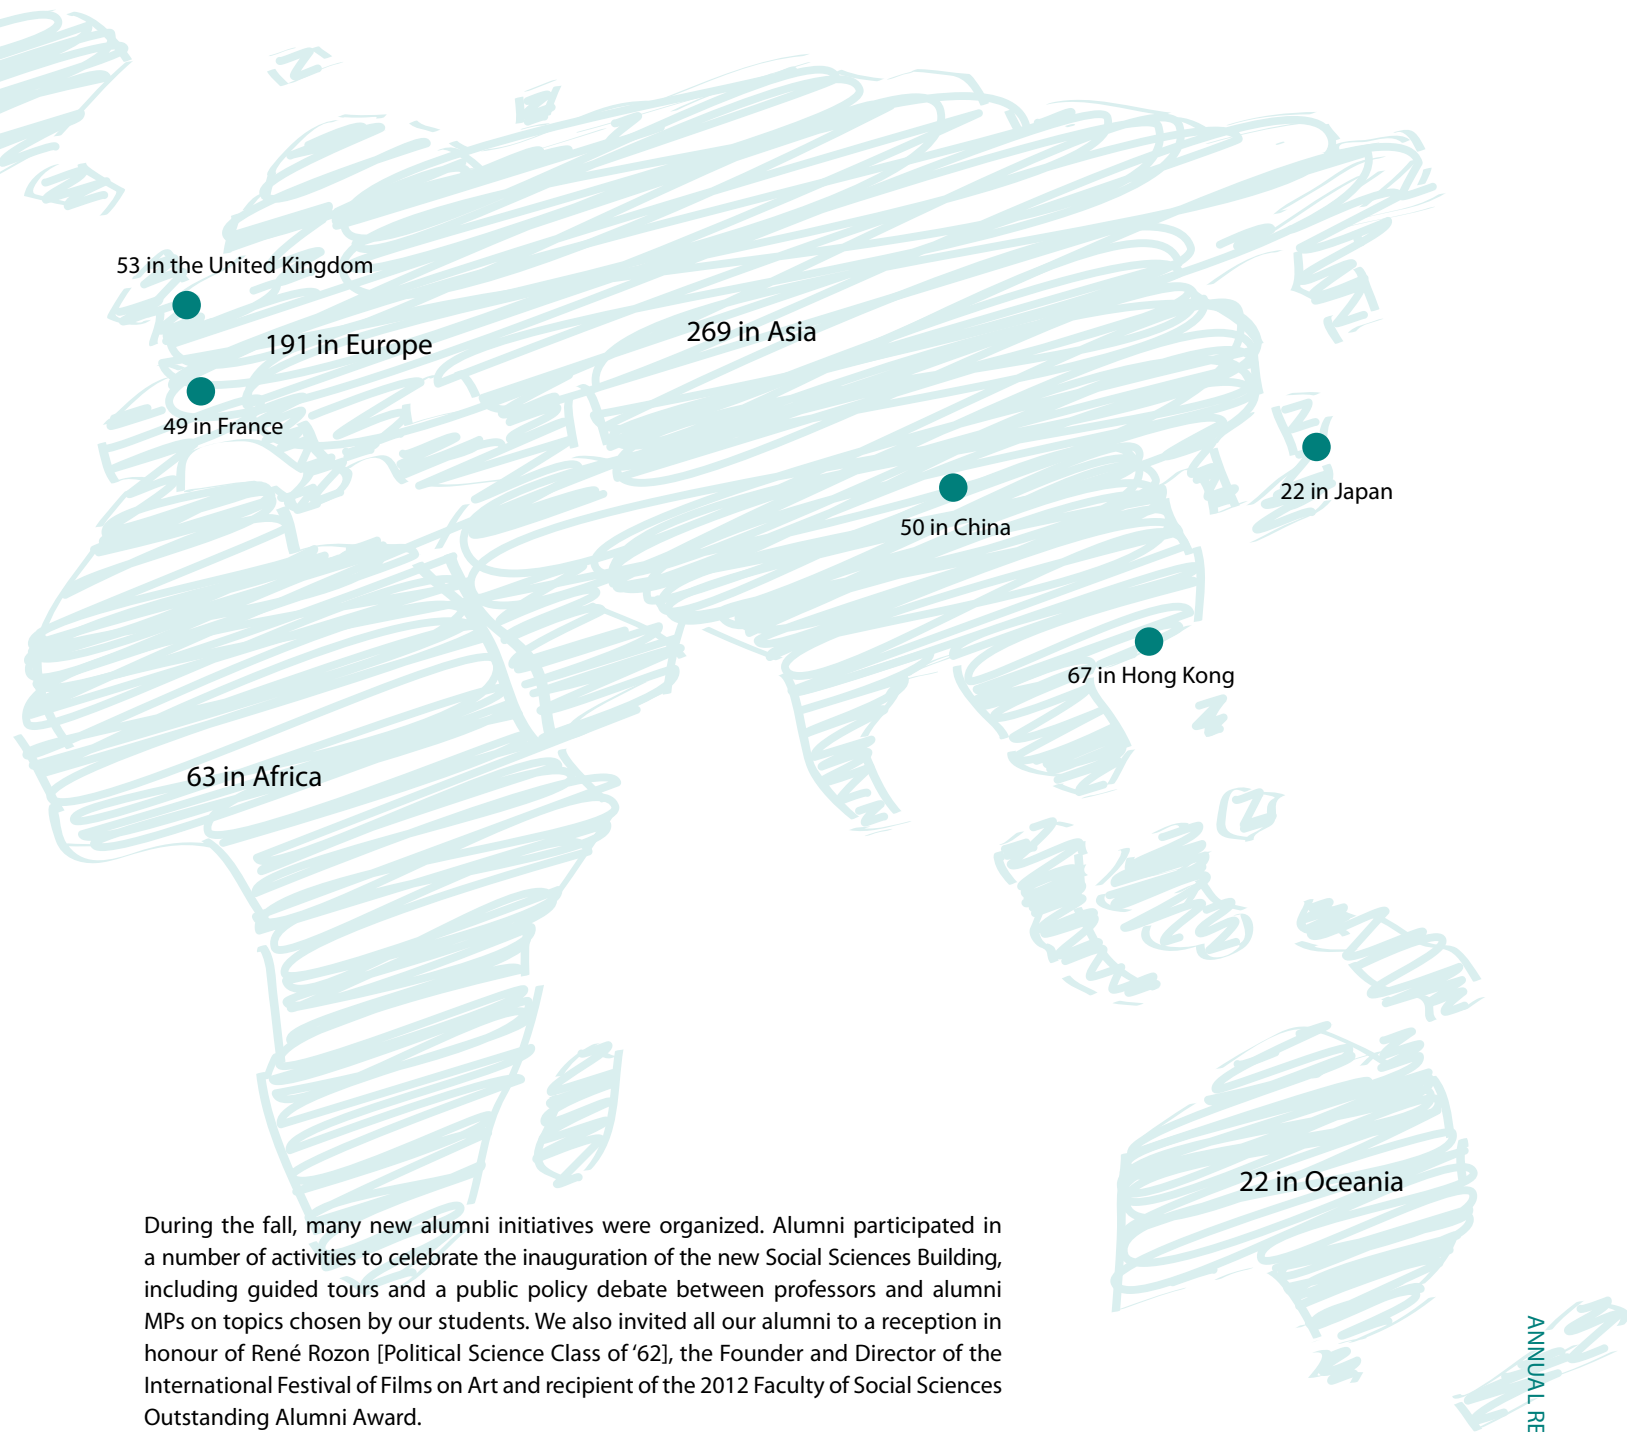 53 in the United Kingdom
191 in Europe
269 in Asia
49 in France
22 in Japan
50 in China
67 in Hong Kong
63 in Africa
22 in Oceania
During the fall, many new alumni initiatives were organized. Alumni participated in
a number of activities to celebrate the inauguration of the new Social Sciences Building,
including guided tours and a public policy debate between professors and alumni
MPs on topics chosen by our students. We also invited all our alumni to a reception in
honour of René Rozon [Political Science Class of ‘62], the Founder and Director of the
International Festival of Films on Art and recipient of the 2012 Faculty of Social Sciences
Outstanding Alumni Award.
ANNUAL RE